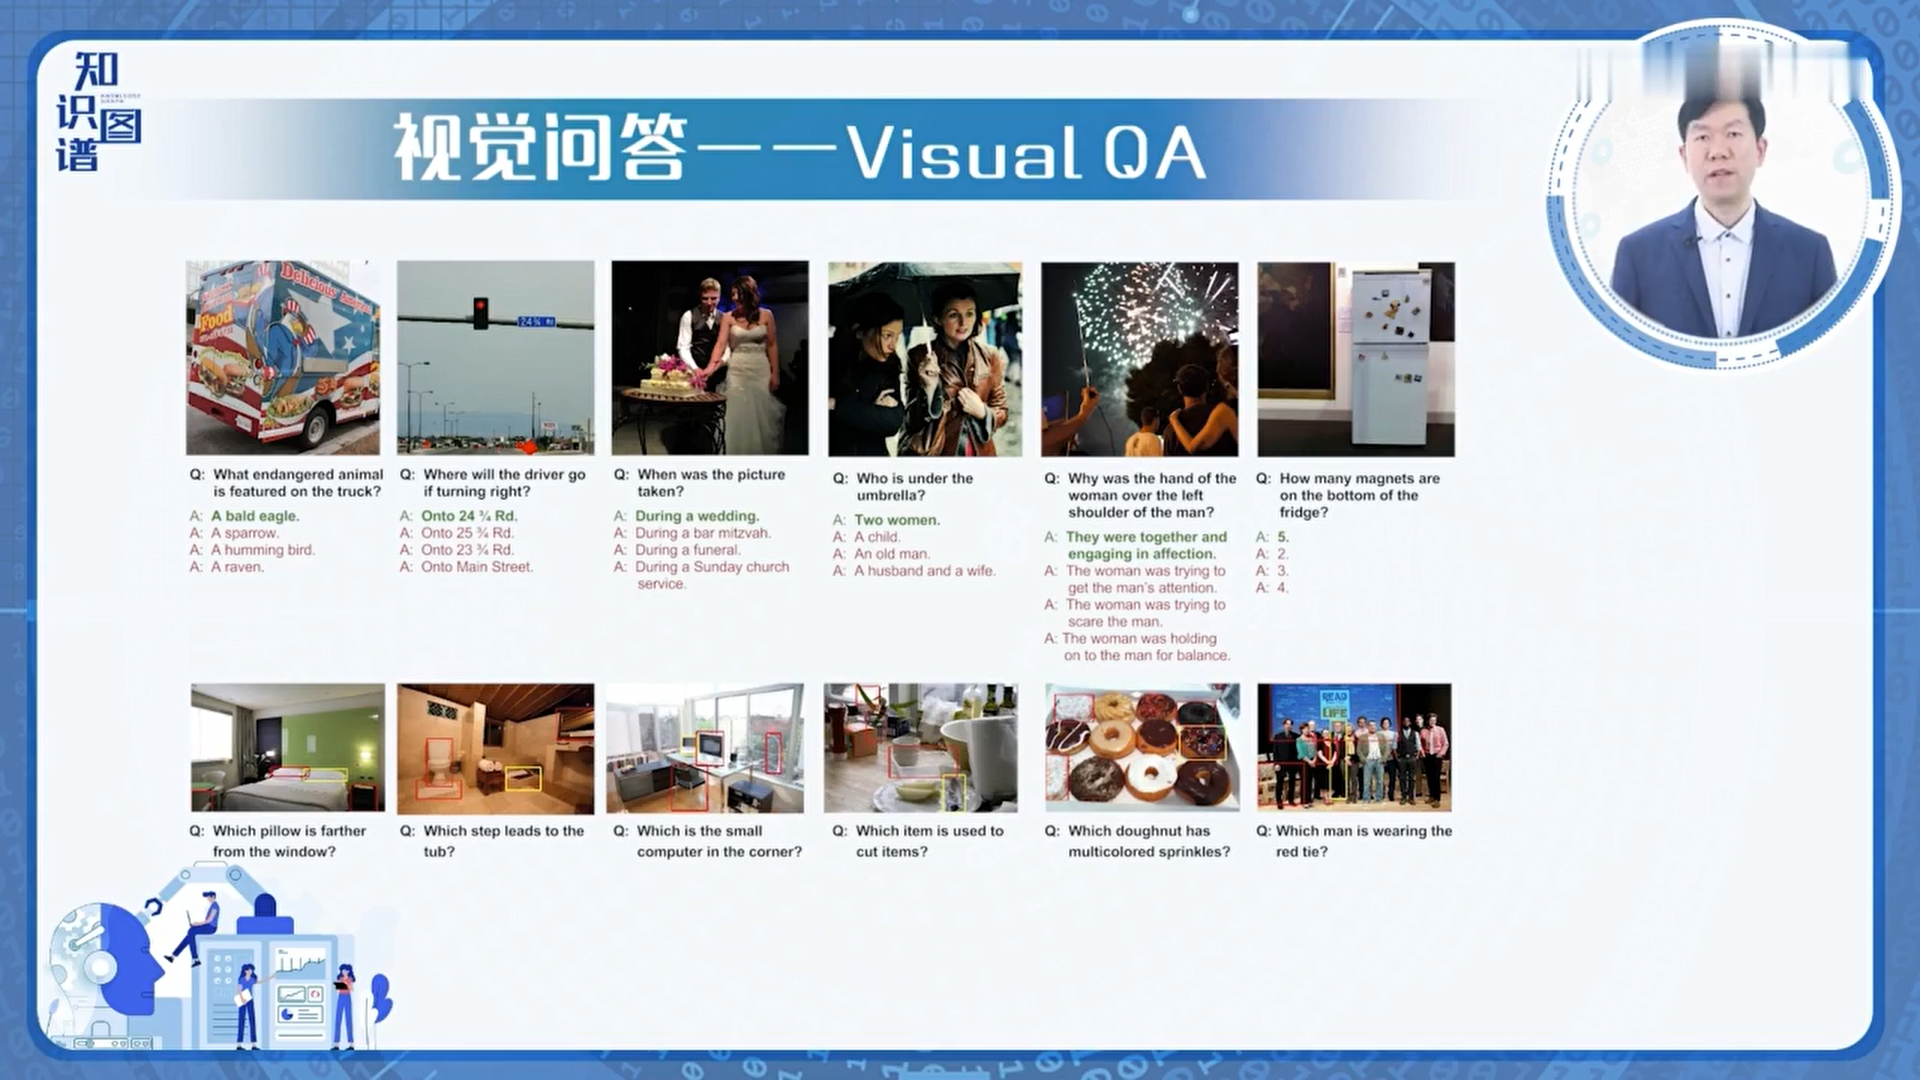 知
识图
谱
视觉问答——Visual QA
Delicious
Food
24 ¾ Rd
Q: What endangered animal
is featured on the truck?
A: A bald eagle.
A: A sparrow.
A: A humming bird.
A: A raven.
Q: Where will the driver go
if turning right?
A: Onto 24 ¾ Rd.
A: Onto 25 ¾ Rd.
A: Onto 23 ¾ Rd.
A: Onto Main Street.
Q: When was the picture
taken?
A: During a wedding.
A: During a bar mitzvah.
A: During a funeral.
A: During a Sunday church
service.
Q: Who is under the
umbrella?
A: Two women.
A: A child.
A: An old man.
A: A husband and a wife.
Q: Why was the hand of the
woman over the left
shoulder of the man?
A: They were together and
engaging in affection.
A: The woman was trying to
get the man's attention.
A: The woman was trying to
scare the man.
A: The woman was holding
on to the man for balance.
Q: How many magnets are
on the bottom of the
fridge?
A: 5.
A: 2.
A: 3.
A: 4.
READ
LIFE
Q: Which pillow is farther
from the window?
Q: Which step leads to the
tub?
Q: Which is the small
computer in the corner?
Q: Which item is used to
cut items?
Q: Which doughnut has
multicolored sprinkles?
Q: Which man is wearing the
red tie?